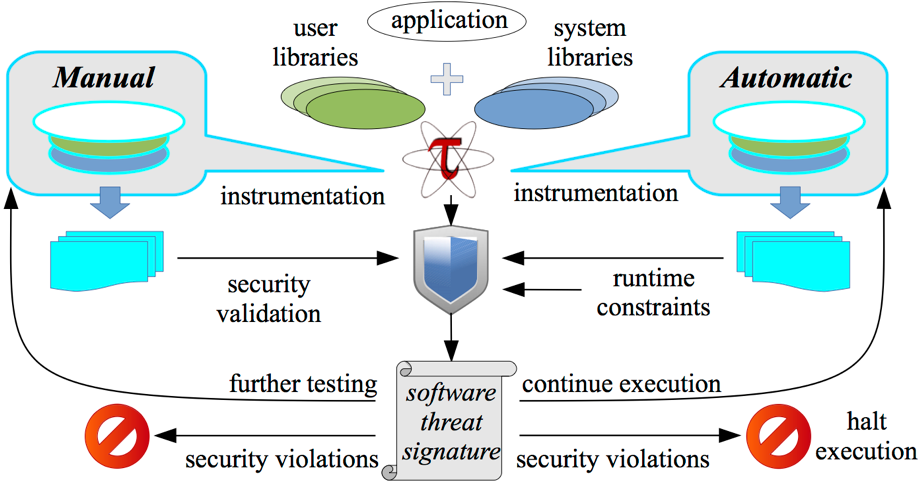 application
user
libraries
system
libraries
Manual
Automatic
τ
instrumentation
instrumentation
security
validation
runtime
constraints
further testing
continue execution
software
threat
signature
security violations
security violations
halt
execution